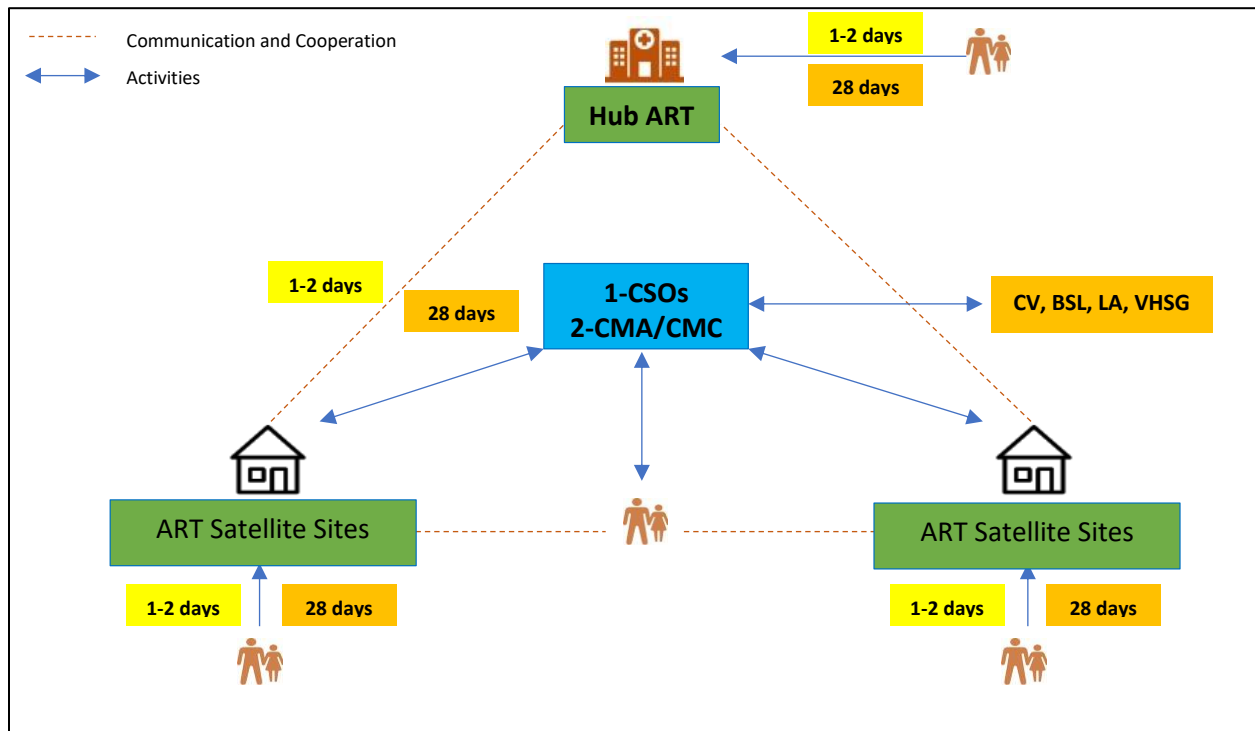 Communication and Cooperation
Activities
1-2 days
28 days
Hub ART
1-2 days
28 days
1-CSOs
2-CMA/CMC
CV, BSL, LA, VHSG
ART Satellite Sites
ART Satellite Sites
1-2 days
28 days
1-2 days
28 days